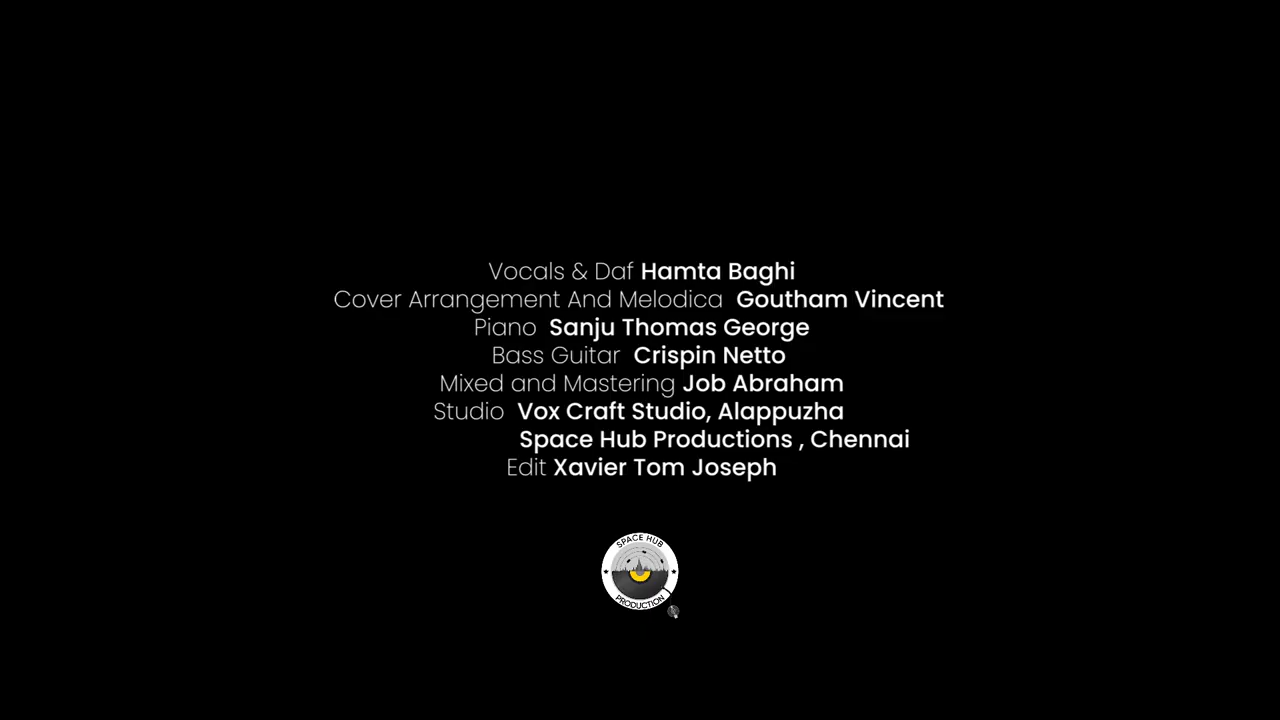 Vocals & Daf Hamta Baghi
Cover Arrangement And Melodica Goutham Vincent
Piano Sanju Thomas George
Bass Guitar Crispin Netto
Mixed and Mastering Job Abraham
Studio Vox Craft Studio, Alappuzha
Space Hub Productions , Chennai
Edit Xavier Tom Joseph
SPACE HUB
PRODUCTION